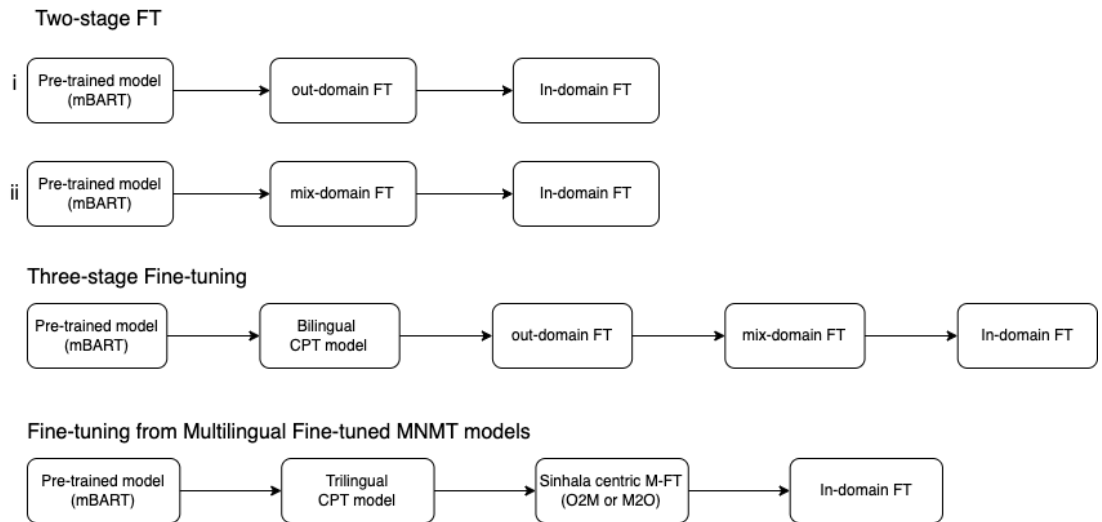 Two-stage FT
i
Pre-trained model
(mBART)
out-domain FT
In-domain FT
ii
Pre-trained model
(mBART)
mix-domain FT
In-domain FT
Three-stage Fine-tuning
Pre-trained model
(mBART)
Bilingual
CPT model
out-domain FT
mix-domain FT
In-domain FT
Fine-tuning from Multilingual Fine-tuned MNMT models
Pre-trained model
(mBART)
Trilingual
CPT model
Sinhala centric M-FT
(O2M or M2O)
In-domain FT